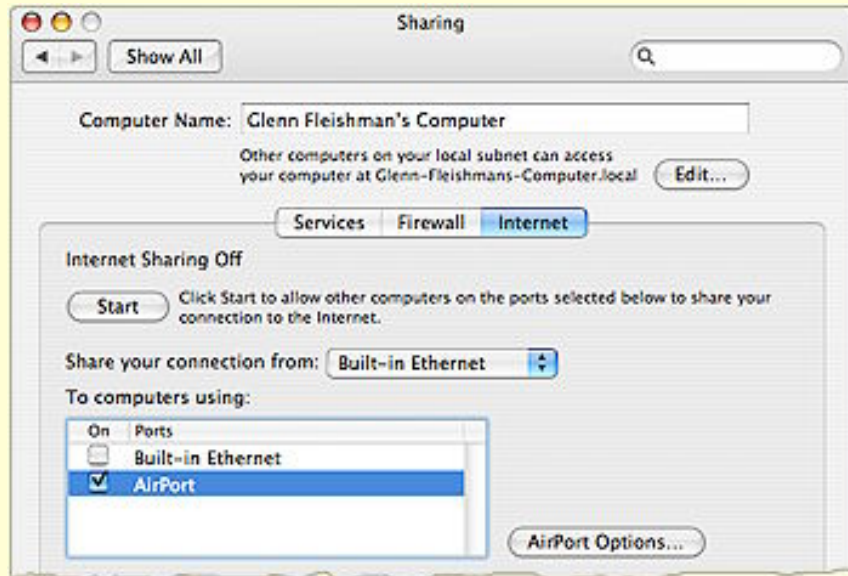 Sharing
Show All
Computer Name: Glenn Fleishman's Computer
Other computers on your local subnet can access
your computer at Glenn-Fleishmans-Computer.local
Edit...
Services Firewall Internet
Internet Sharing Off
Start
Click Start to allow other computers on the ports selected below to share your
connection to the Internet.
Share your connection from: Built-in Ethernet
To computers using:
On Ports
Built-in Ethernet
AirPort
AirPort Options...